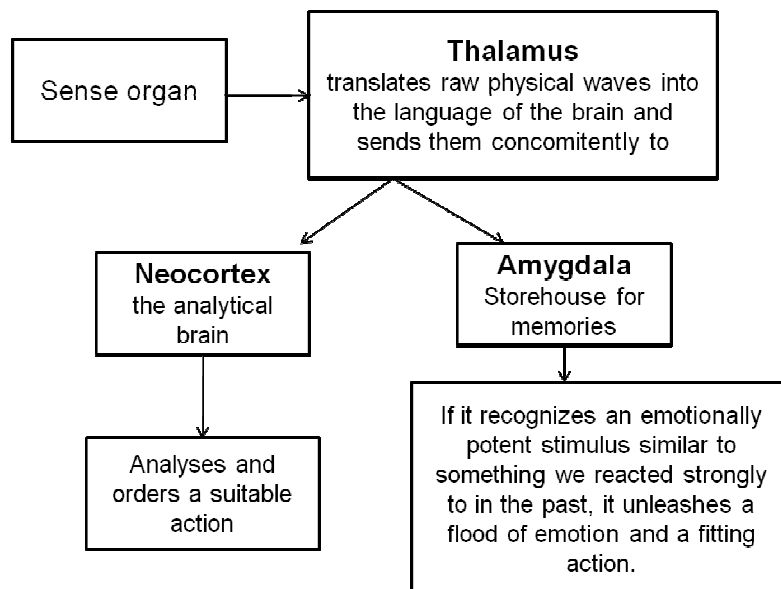 Sense organ
Thalamus
translates raw physical waves into
the language of the brain and
sends them concomitently to
Neocortex
the analytical
brain
Amygdala
Storehouse for
memories
Analyses and
orders a suitable
action
If it recognizes an emotionally
potent stimulus similar to
something we reacted strongly
to in the past, it unleashes a
flood of emotion and a fitting
action.